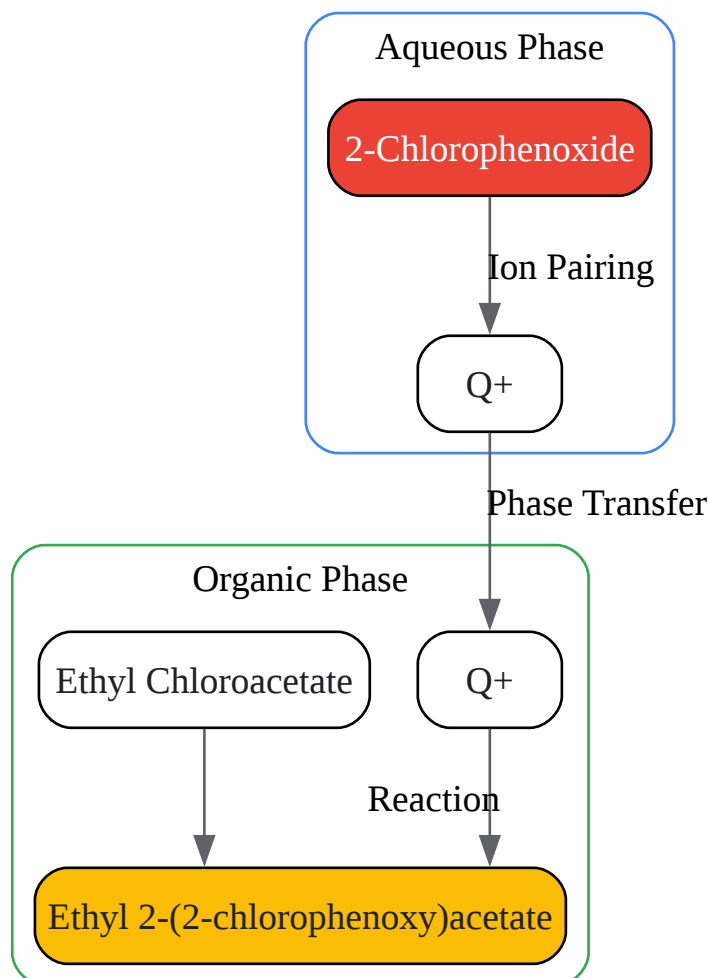 Aqueous Phase
2-Chlorophenoxide
Ion Pairing
Q+
Phase Transfer
Organic Phase
Ethyl Chloroacetate
Q+
Reaction
Ethyl 2-(2-chlorophenoxy)acetate